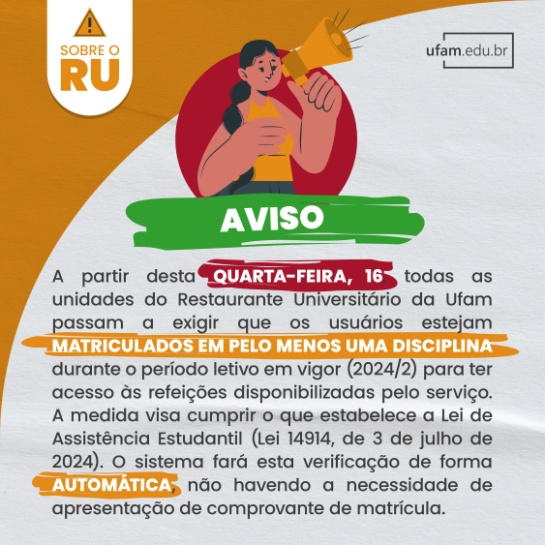 SOBRE O
RU
ufam.edu.br
AVISO
A partir desta QUARTA-FEIRA, 16 todas as
unidades do Restaurante Universitário da Ufam
passam a exigir que os usuários estejam
MATRICULADOS EM PELO MENOS UMA DISCIPLINA
durante o período letivo em vigor (2024/2) para ter
acesso às refeições disponibilizadas pelo serviço.
A medida visa cumprir o que estabelece a Lei de
Assistência Estudantil (Lei 14914, de 3 de julho de
2024). O sistema fará esta verificação de forma
AUTOMÁTICA, não havendo a necessidade de
apresentação de comprovante de matrícula.